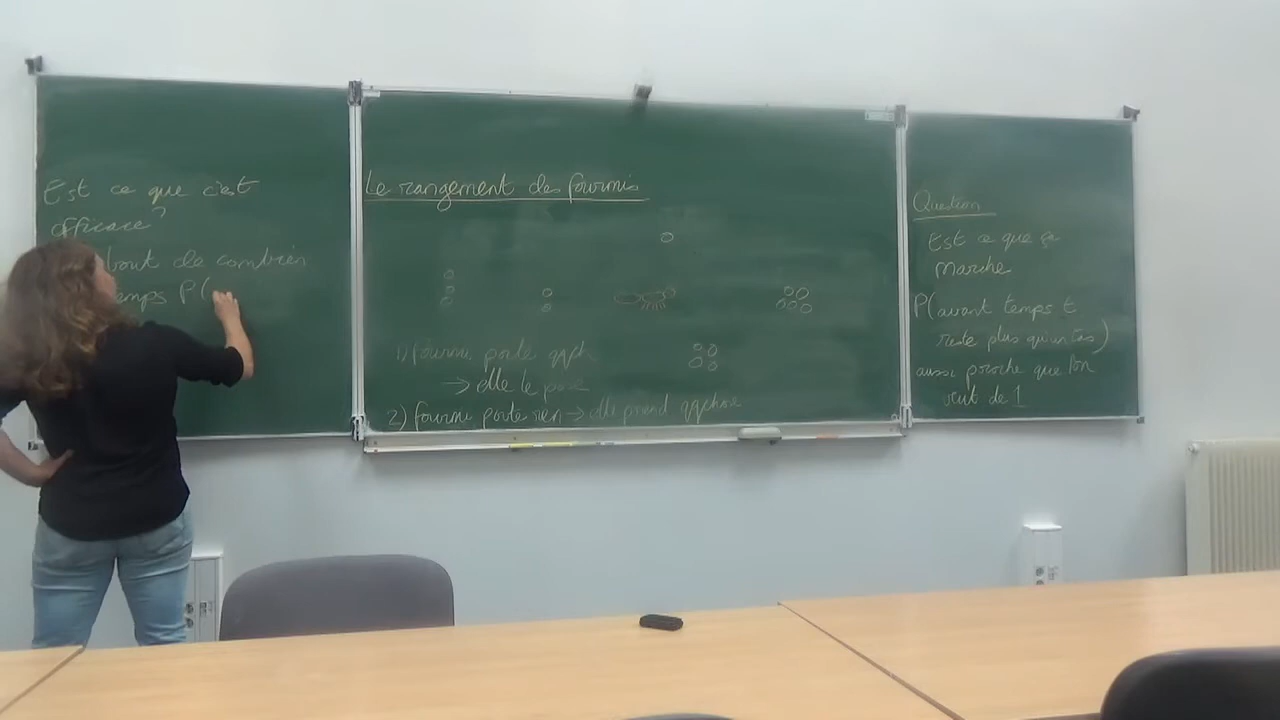 Est ce que c'est
efficace?
bout de combien
temps P(
Le rangement des fourmis
1) fourmi porte qqch
→ elle le pose
2) fourmi porte rien → elle prend qqchose
Question
Est ce que ça
marche
P(avant temps t
reste plus qu'un tas)
aussi proche que l'on
veut de 1